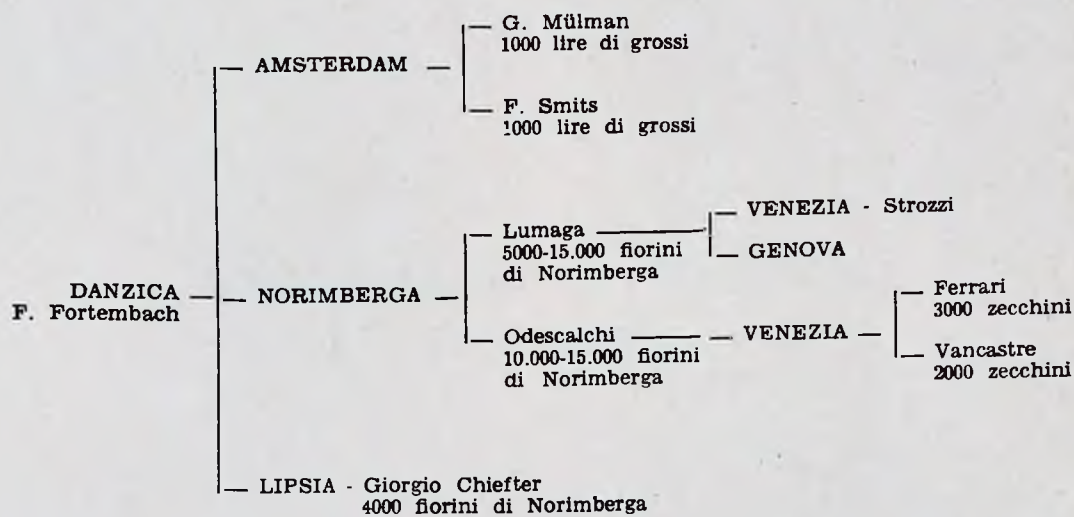 G. Mülman
1000 lire di grossi
AMSTERDAM
F. Smits
1000 lire di grossi
Lumaga
5000-15.000 fiorini
di Norimberga
VENEZIA - Strozzi
GENOVA
DANZICA
F. Fortembach
NORIMBERGA
Odescalchi
10.000-15.000 fiorini
di Norimberga
VENEZIA
Ferrari
3000 zecchini
Vancastre
2000 zecchini
LIPSIA - Giorgio Chiefter
4000 fiorini di Norimberga